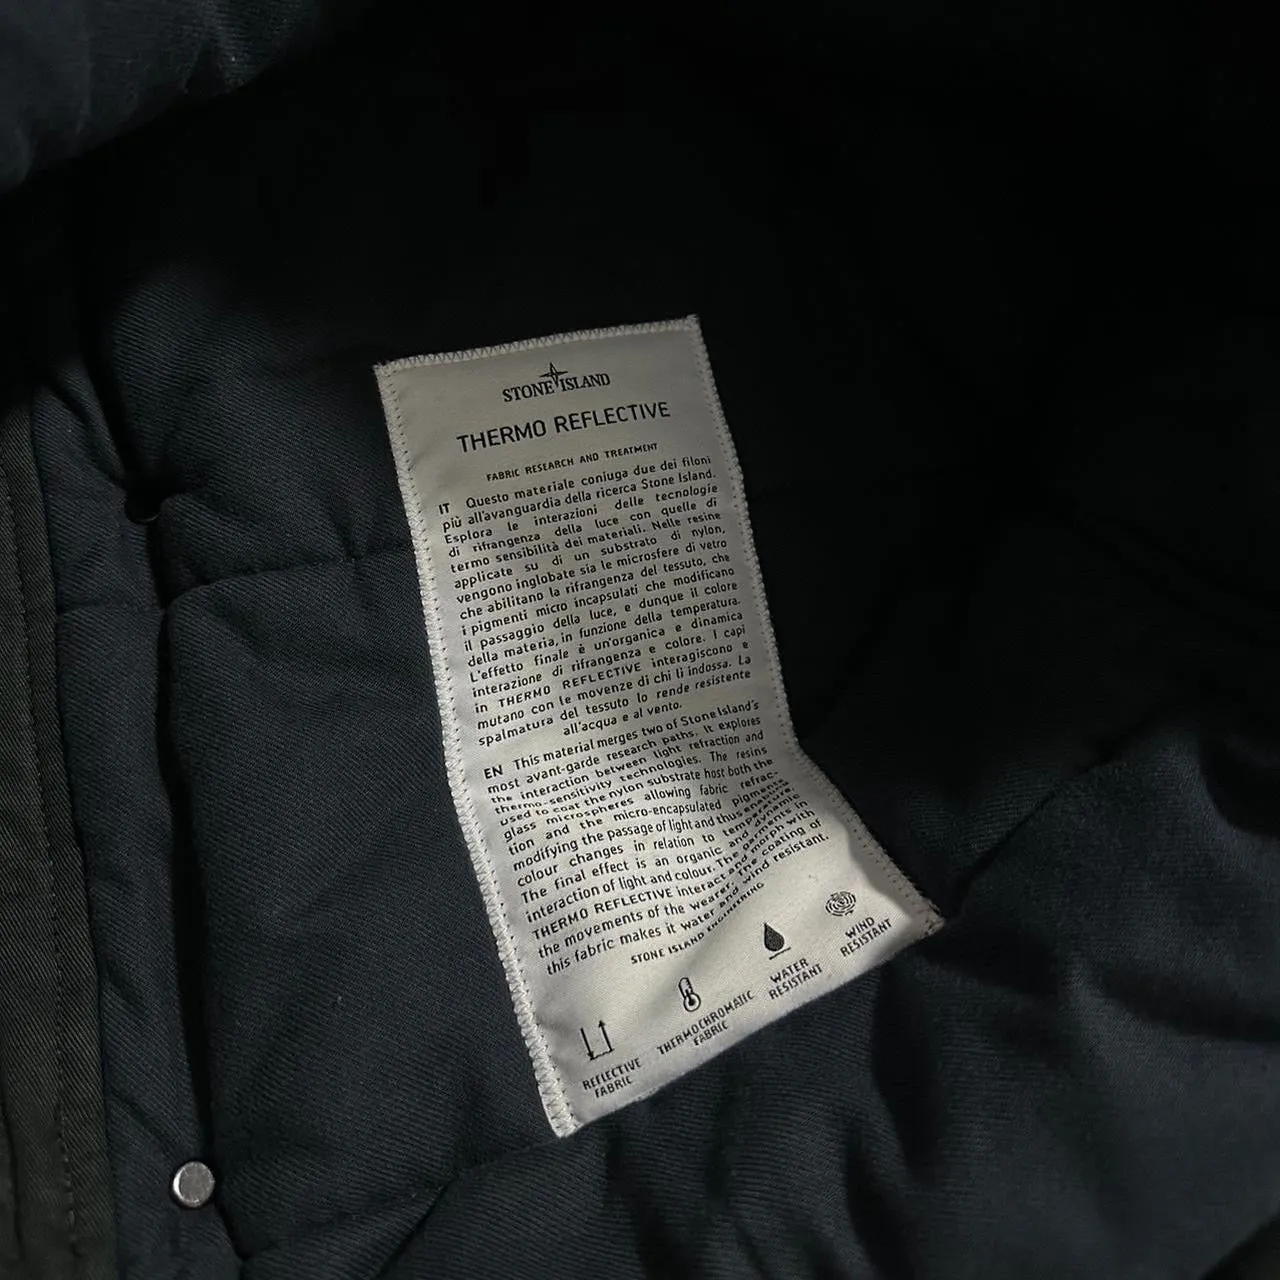 STONE ISLAND
THERMO REFLECTIVE
FABRIC RESEARCH AND TREATMENT
IT Questo materiale coniuga due dei filoni
più all'avanguardia della ricerca Stone Island.
Esplora le interazioni delle tecnologie
di rifrangenza della luce con quelle di
termo sensibilità dei materiali. Nelle resine
applicate su di un substrato di nylon,
vengono inglobate sia le microsfere di vetro
che abilitano la rifrangenza del tessuto, che
i pigmenti micro incapsulati che modificano
il passaggio della luce, e dunque il colore
della materia, in funzione della temperatura.
L'effetto finale è un'organica e dinamica
interazione di rifrangenza e colore. I capi
in THERMO REFLECTIVE interagiscono e
mutano con le movenze di chi li indossa. La
spalmatura del tessuto lo rende resistente
all'acqua e al vento.
EN This material merges two of Stone Island's
most avant-garde research paths. It explores
the interaction between light refraction and
thermo-sensitivity technologies. The resins
used to coat the nylon substrate host both the
glass microspheres allowing fabric refrac-
tion and the micro-encapsulated pigments
modifying the passage of light and thus enabling
colour changes in relation to temperature.
The final effect is an organic and dynamic
interaction of light and colour. The garments in
THERMO REFLECTIVE interact and morph with
the movements of the wearer. The coating of
this fabric makes it water and wind resistant.
STONE ISLAND ENGINEERING
REFLECTIVE
FABRIC
THERMOCHROMATIC
FABRIC
WATER
RESISTANT
WIND
RESISTANT